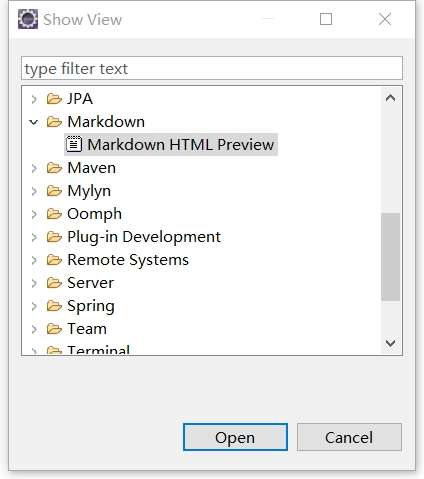 Show View
type filter text
JPA
Markdown
Markdown HTML Preview
Maven
Mylyn
Oomph
Plug-in Development
Remote Systems
Server
Spring
Team
Terminal
Open
Cancel